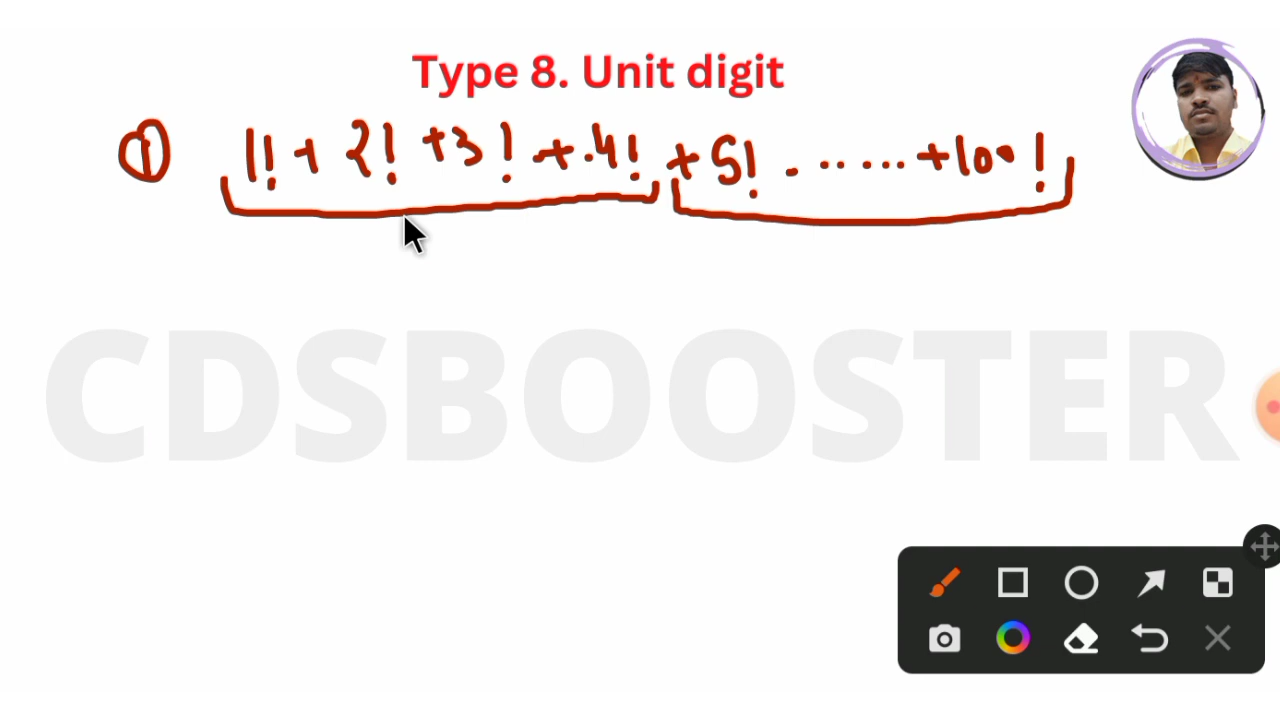 Type 8. Unit digit
① 1! + 2! + 3! + 4! + 5! ....... + 100!
CDSBOOSTER